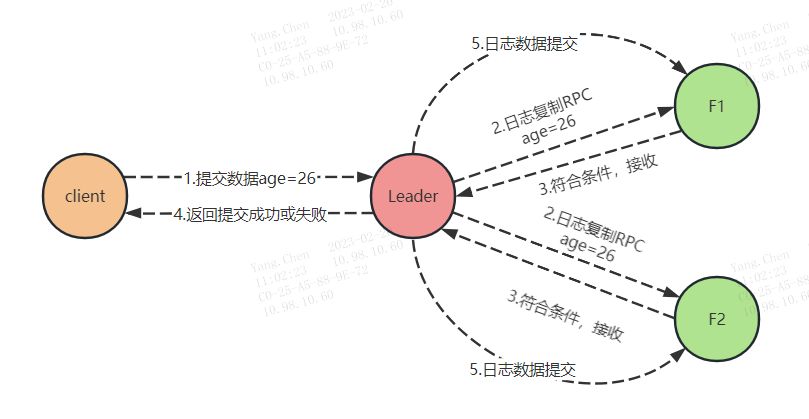 Yang.Chen 2023-02-20
11:02:23 10.98.10.60
C0-25-A5-88-9E-72
10.98.10.60
Yang.Chen
11:02:23
C0-25-A5-88-9E-72
10.98.10.60
5.日志数据提交
2.日志复制RPC
age=26
F1
3.符合条件，接收
1.提交数据age=26
client
Leader
4.返回提交成功或失败
2.日志复制RPC
age=26
Yang.Chen 2023-02-20
11:02:23 10.98.10.60
C0-25-A5-88-9E-72
10.98.10.60
Yang.Chen
11:02:23
C0-25-A5-88-9E-72
10.98.10.60
3.符合条件，接收
F2
5.日志数据提交